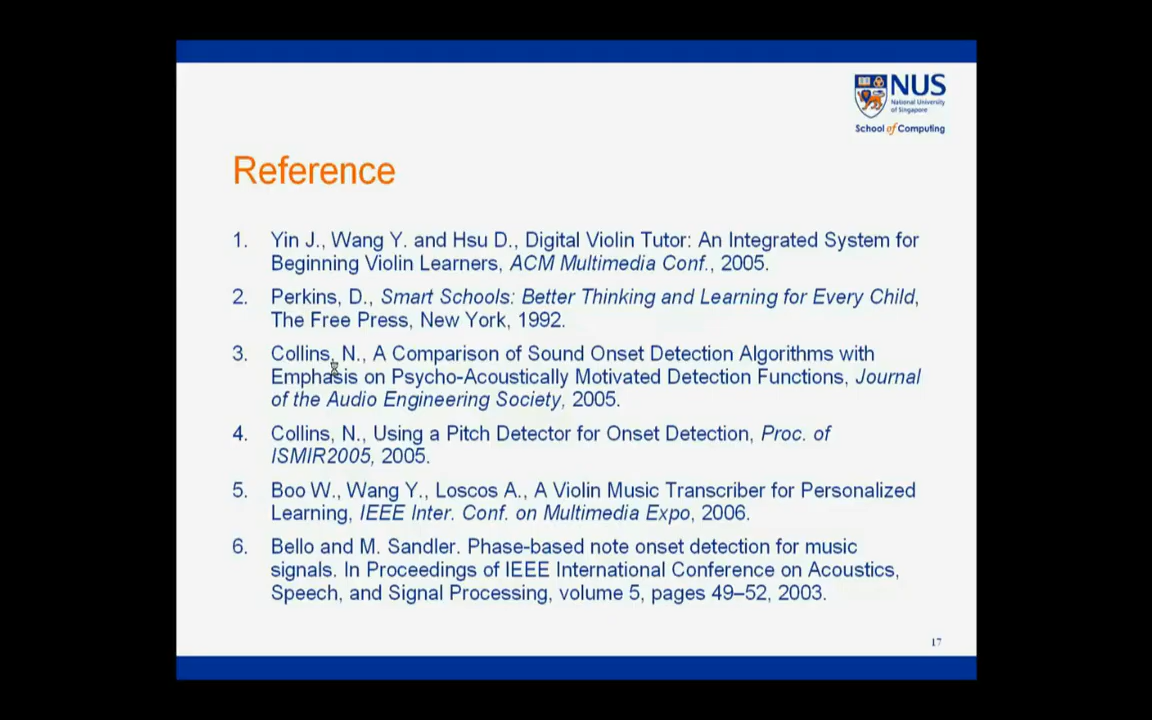 NUS
National University
of Singapore
School of Computing
Reference
1. Yin J., Wang Y. and Hsu D., Digital Violin Tutor: An Integrated System for
Beginning Violin Learners, ACM Multimedia Conf., 2005.
2. Perkins, D., Smart Schools: Better Thinking and Learning for Every Child,
The Free Press, New York, 1992.
3. Collins, N., A Comparison of Sound Onset Detection Algorithms with
Emphasis on Psycho-Acoustically Motivated Detection Functions, Journal
of the Audio Engineering Society, 2005.
4. Collins, N., Using a Pitch Detector for Onset Detection, Proc. of
ISMIR2005, 2005.
5. Boo W., Wang Y., Loscos A., A Violin Music Transcriber for Personalized
Learning, IEEE Inter. Conf. on Multimedia Expo, 2006.
6. Bello and M. Sandler. Phase-based note onset detection for music
signals. In Proceedings of IEEE International Conference on Acoustics,
Speech, and Signal Processing, volume 5, pages 49–52, 2003.
17